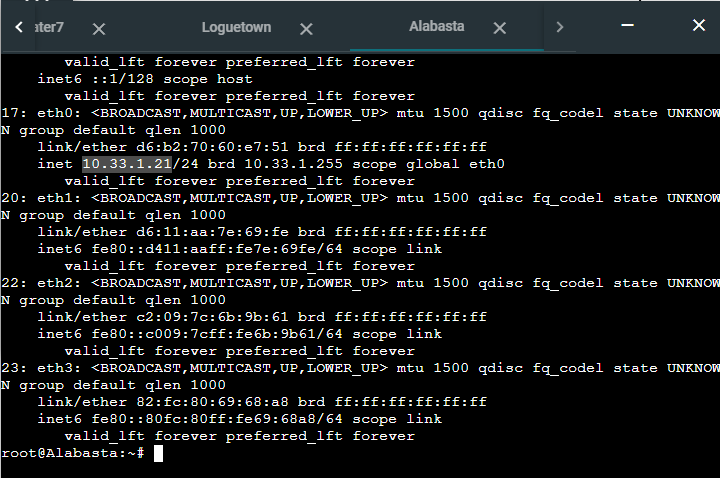 ater7 Loguetown Alabasta
valid_lft forever preferred_lft forever
inet6 ::1/128 scope host
valid_lft forever preferred_lft forever
17: eth0: <BROADCAST,MULTICAST,UP,LOWER_UP> mtu 1500 qdisc fq_codel state UNKNOW
N group default qlen 1000
link/ether d6:b2:70:60:e7:51 brd ff:ff:ff:ff:ff:ff
inet 10.33.1.21/24 brd 10.33.1.255 scope global eth0
valid_lft forever preferred_lft forever
20: eth1: <BROADCAST,MULTICAST,UP,LOWER_UP> mtu 1500 qdisc fq_codel state UNKNOW
N group default qlen 1000
link/ether d6:11:aa:7e:69:fe brd ff:ff:ff:ff:ff:ff
inet6 fe80::d411:aaff:fe7e:69fe/64 scope link
valid_lft forever preferred_lft forever
22: eth2: <BROADCAST,MULTICAST,UP,LOWER_UP> mtu 1500 qdisc fq_codel state UNKNOW
N group default qlen 1000
link/ether c2:09:7c:6b:9b:61 brd ff:ff:ff:ff:ff:ff
inet6 fe80::c009:7cff:fe6b:9b61/64 scope link
valid_lft forever preferred_lft forever
23: eth3: <BROADCAST,MULTICAST,UP,LOWER_UP> mtu 1500 qdisc fq_codel state UNKNOW
N group default qlen 1000
link/ether 82:fc:80:69:68:a8 brd ff:ff:ff:ff:ff:ff
inet6 fe80::80fc:80ff:fe69:68a8/64 scope link
valid_lft forever preferred_lft forever
root@Alabasta:~#